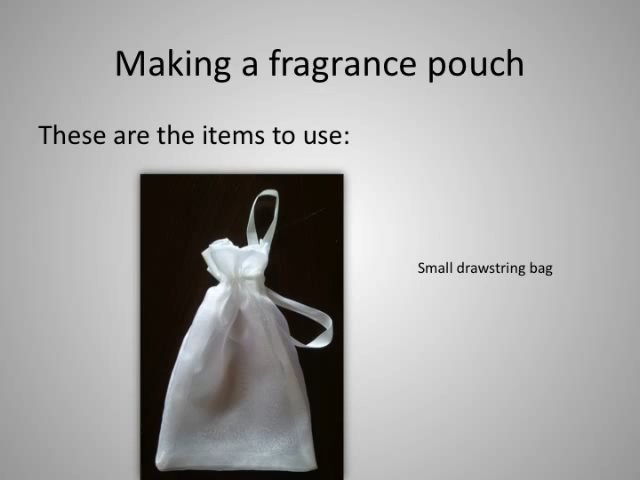 Making a fragrance pouch
These are the items to use:
Small drawstring bag